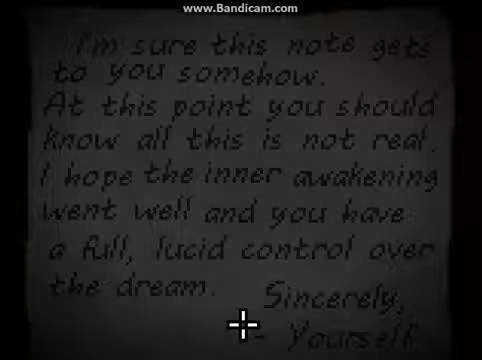 www.Bandicam.com
I'm sure this note gets
to you somehow.
At this point you should
know all this is not real.
I hope the inner awakening
went well and you have
a full, lucid control over
the dream.
Sincerely,
- Yourself